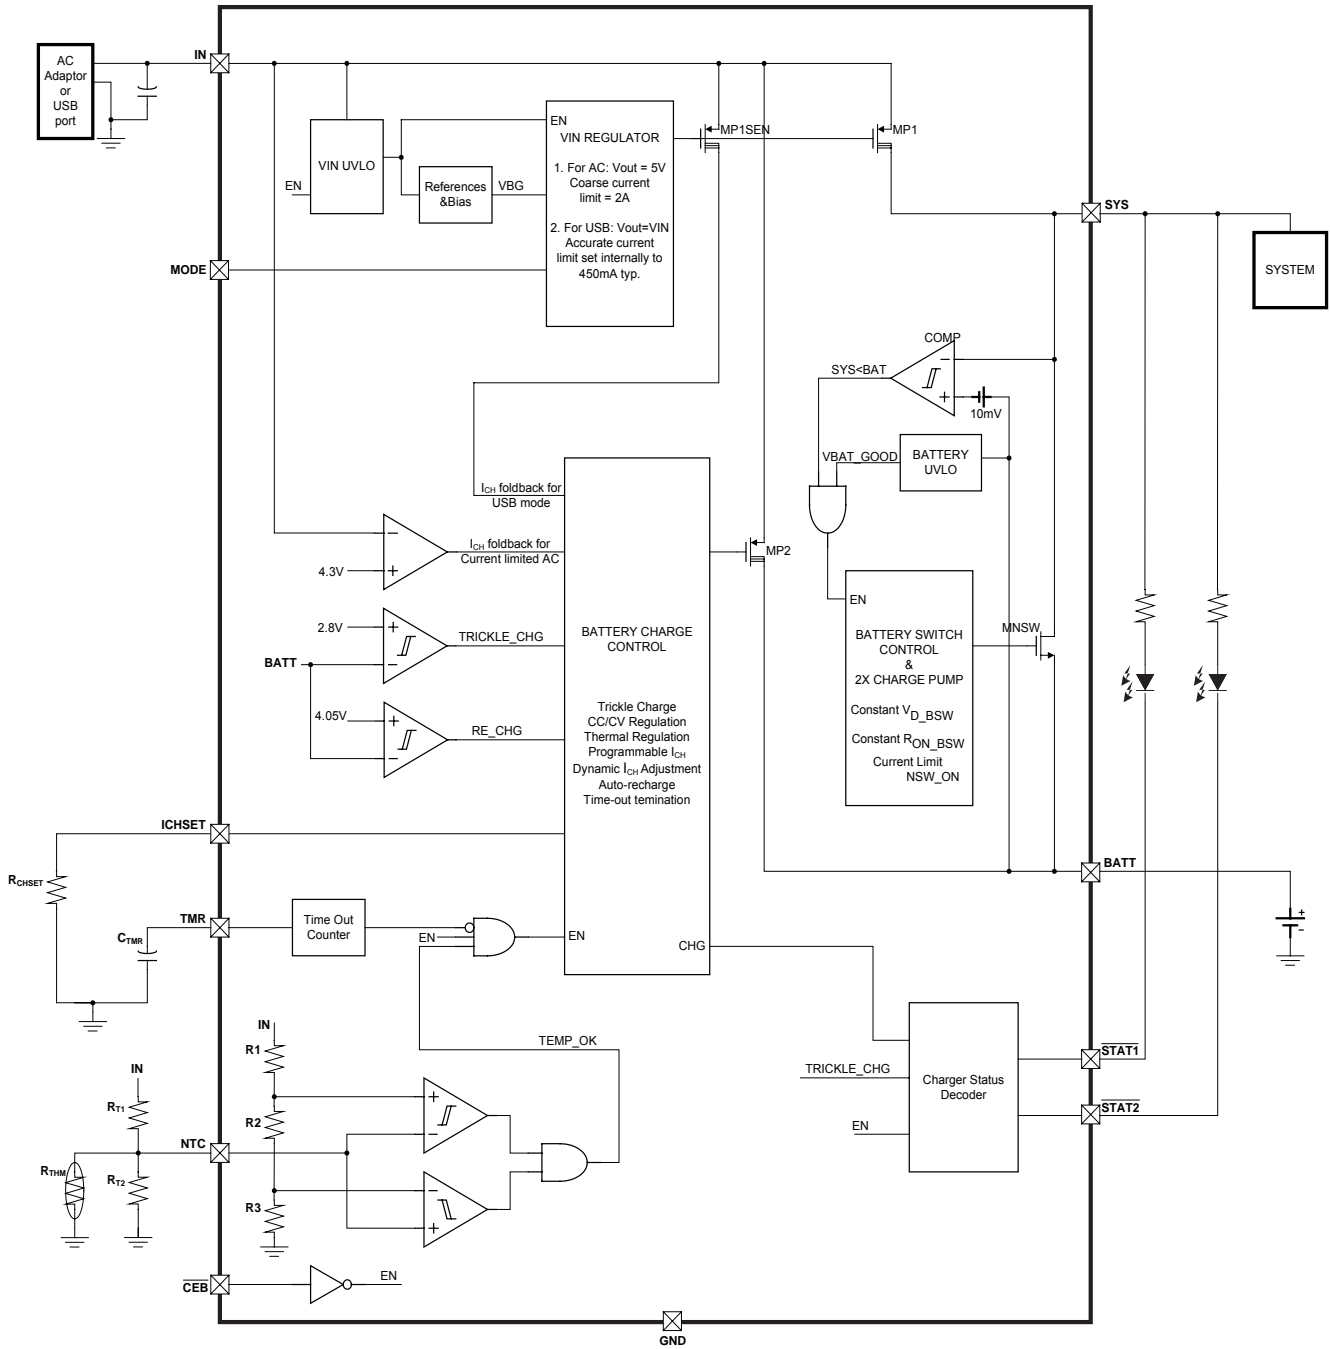 AC
Adaptor
or
USB
port
IN
VIN UVLO
EN
References
&Bias
VBG
EN
VIN REGULATOR
1. For AC: Vout = 5V
Coarse current
limit = 2A
2. For USB: Vout=VIN
Accurate current
limit set internally to
450mA typ.
MP1SEN
MP1
SYS
SYSTEM
MODE
COMP
SYS<BAT
−
+
10mV
VBAT_GOOD
BATTERY
UVLO
ICH foldback for
USB mode
−
ICH foldback for
Current limited AC
4.3V
+
MP2
2.8V
+
TRICKLE_CHG
BATT
−
4.05V
+
RE_CHG
−
BATTERY CHARGE
CONTROL
Trickle Charge
CC/CV Regulation
Thermal Regulation
Programmable ICH
Dynamic ICH Adjustment
Auto-recharge
Time-out temination
EN
BATTERY SWITCH
CONTROL
&
2X CHARGE PUMP
Constant VD_BSW
Constant RON_BSW
Current Limit
NSW_ON
MNSW
ICHSET
RCHSET
BATT
+
−
TMR
CTMR
Time Out
Counter
EN
EN
CHG
TEMP_OK
IN
R1
R2
R3
+
−
−
+
IN
RT1
NTC
RTHM
RT2
TRICKLE_CHG
EN
Charger Status
Decoder
STAT1
STAT2
CEB
EN
GND